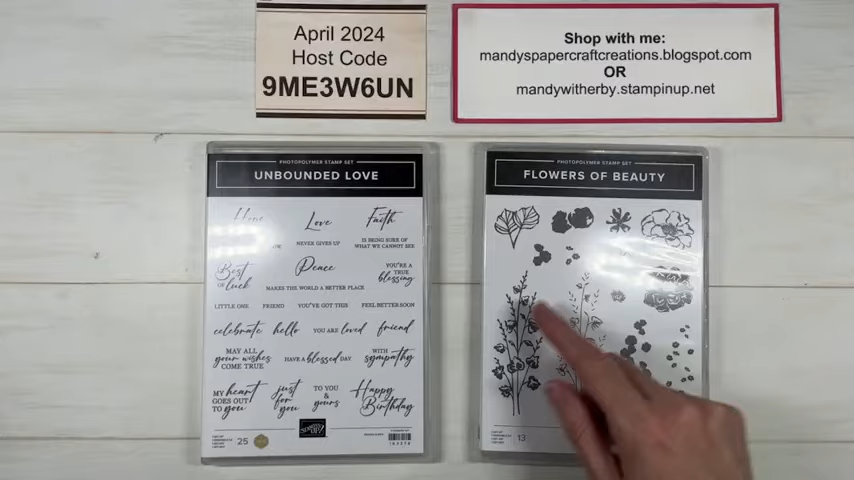 April 2024
Host Code
9ME3W6UN
Shop with me:
mandyspapercraftcreations.blogspot.com
OR
mandywitherby.stampinup.net
PHOTOPOLYMER STAMP SET
UNBOUNDED LOVE
Hope Love Faith
NEVER GIVES UP
IS BEING SURE OF
WHAT WE CANNOT SEE
Best
OF luck
Peace
MAKES THIS WORLD A BETTER PLACE
YOU'RE A
TRUE
blessing
LITTLE ONE FRIEND YOU'VE GOT THIS FEEL BETTER SOON
celebrate hello YOU ARE loved friend
MAY ALL
your wishes
COME TRUE
HAVE A blessed DAY
WITH
sympathy
MY heart
GOES OUT
TO you
just
for
you
TO YOU
&
yours
Happy
Birthday
STAMPIN' UP!
25
PHOTOPOLYMER STAMP SET
FLOWERS OF BEAUTY
13